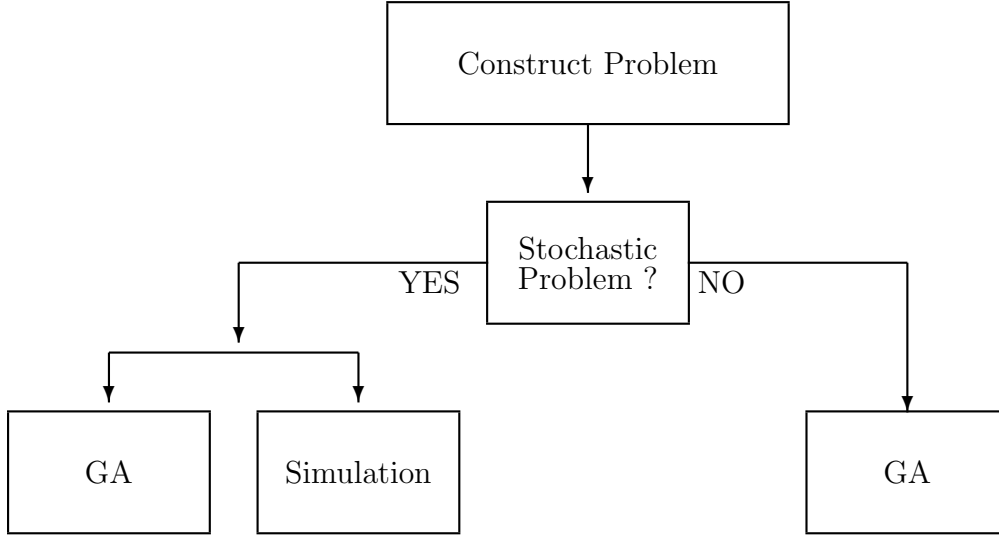 Construct Problem
Stochastic
Problem ?
YES
NO
GA
Simulation
GA